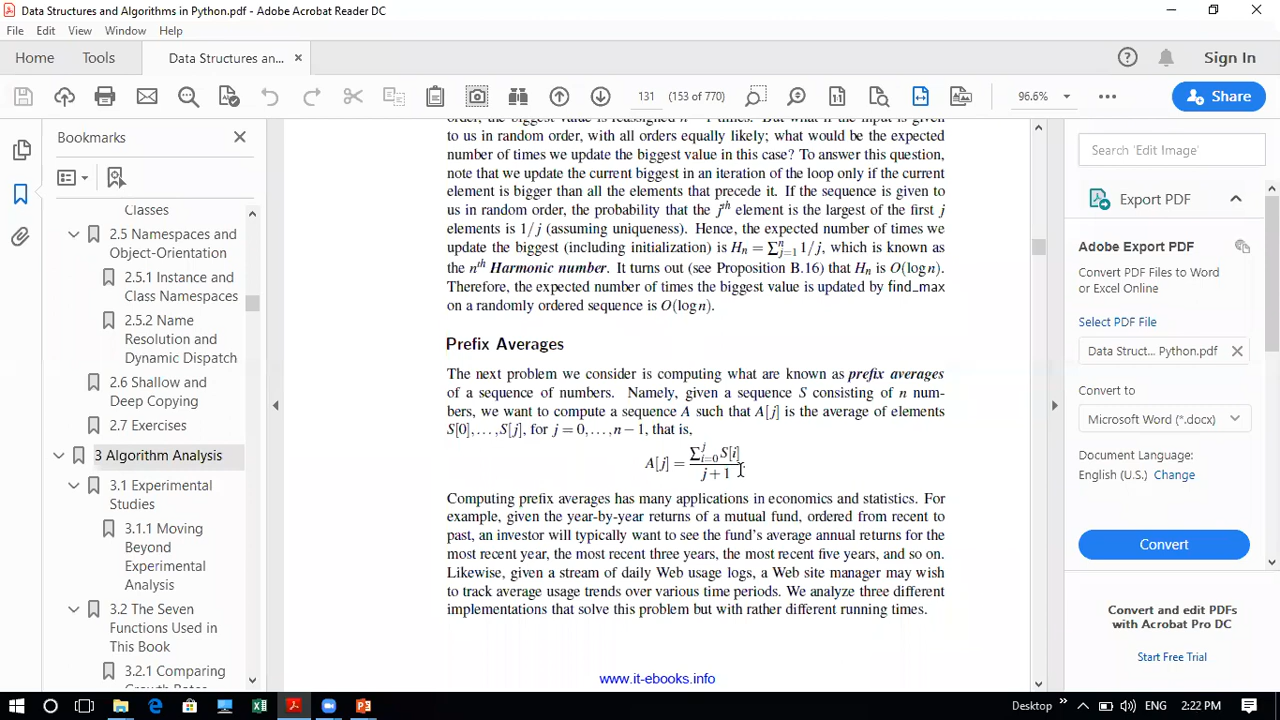 Data Structures and Algorithms in Python.pdf - Adobe Acrobat Reader DC
File Edit View Window Help
Home Tools Data Structures an... × Sign In
131 (153 of 770) 96.6% Share
Bookmarks
Classes
2.5 Namespaces and
Object-Orientation
2.5.1 Instance and
Class Namespaces
2.5.2 Name
Resolution and
Dynamic Dispatch
2.6 Shallow and
Deep Copying
2.7 Exercises
3 Algorithm Analysis
3.1 Experimental
Studies
3.1.1 Moving
Beyond
Experimental
Analysis
3.2 The Seven
Functions Used in
This Book
3.2.1 Comparing
Growth Rates
order, the biggest value is reassigned n − 1 times. But what if the input is given
to us in random order, with all orders equally likely; what would be the expected
number of times we update the biggest value in this case? To answer this question,
note that we update the current biggest in an iteration of the loop only if the current
element is bigger than all the elements that precede it. If the sequence is given to
us in random order, the probability that the jth element is the largest of the first j
elements is 1/j (assuming uniqueness). Hence, the expected number of times we
update the biggest (including initialization) is Hn = ∑ⁿj=1 1/j, which is known as
the nth Harmonic number. It turns out (see Proposition B.16) that Hn is O(log n).
Therefore, the expected number of times the biggest value is updated by find_max
on a randomly ordered sequence is O(log n).
Prefix Averages
The next problem we consider is computing what are known as prefix averages
of a sequence of numbers. Namely, given a sequence S consisting of n num-
bers, we want to compute a sequence A such that A[j] is the average of elements
S[0],...,S[j], for j = 0,...,n−1, that is,
A[j] = ∑ʲi=0 S[i] / j+1
Computing prefix averages has many applications in economics and statistics. For
example, given the year-by-year returns of a mutual fund, ordered from recent to
past, an investor will typically want to see the fund's average annual returns for the
most recent year, the most recent three years, the most recent five years, and so on.
Likewise, given a stream of daily Web usage logs, a Web site manager may wish
to track average usage trends over various time periods. We analyze three different
implementations that solve this problem but with rather different running times.
www.it-ebooks.info
Search 'Edit Image'
Export PDF
Adobe Export PDF
Convert PDF Files to Word
or Excel Online
Select PDF File
Data Struct... Python.pdf
Convert to
Microsoft Word (*.docx)
Document Language:
English (U.S.) Change
Convert
Convert and edit PDFs
with Acrobat Pro DC
Start Free Trial
Desktop ENG 2:22 PM